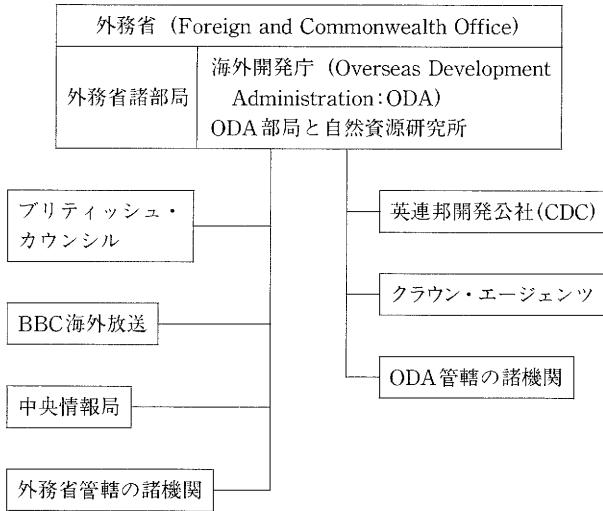 外務省 (Foreign and Commonwealth Office)
外務省諸部局
海外開発庁 (Overseas Development
Administration:ODA)
ODA部局と自然資源研究所
ブリティッシュ・
カウンシル
BBC海外放送
中央情報局
外務省管轄の諸機関
英連邦開発公社(CDC)
クラウン・エージェンツ
ODA管轄の諸機関